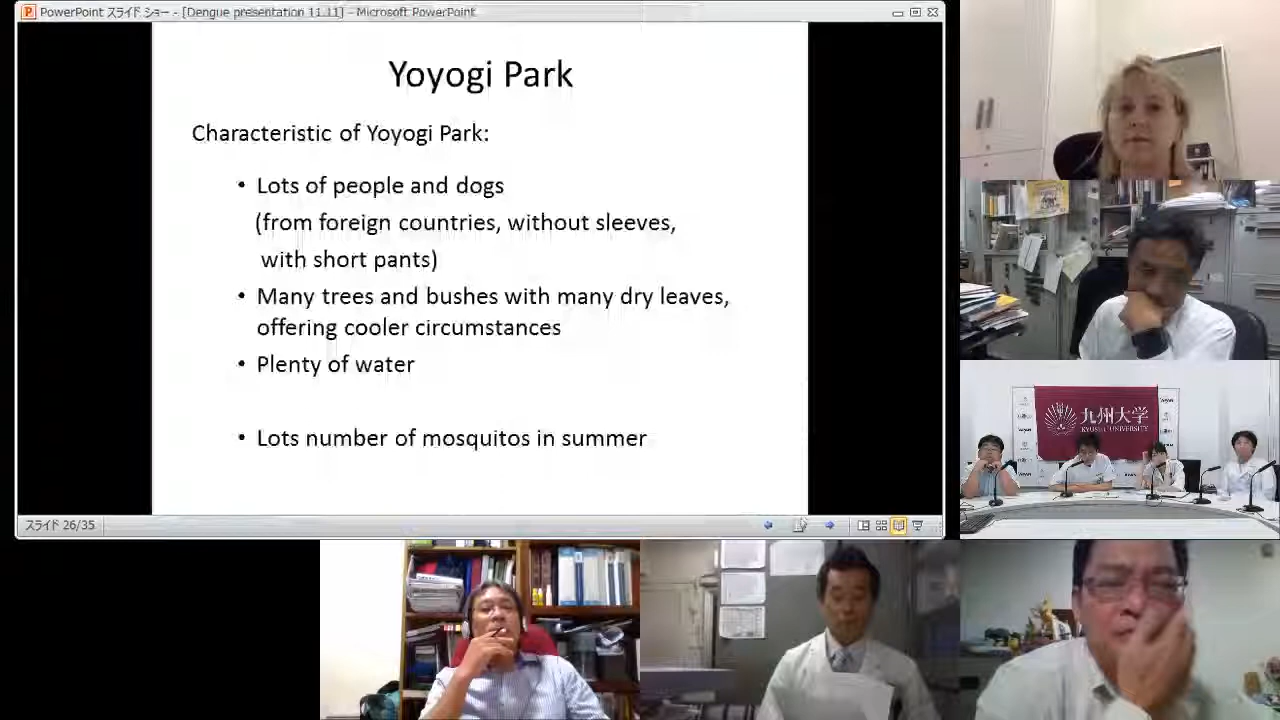 PowerPoint スライド ショー - [Dengue presentation 11.11] - Microsoft PowerPoint
Yoyogi Park
Characteristic of Yoyogi Park:
• Lots of people and dogs
(from foreign countries, without sleeves,
with short pants)
• Many trees and bushes with many dry leaves,
offering cooler circumstances
• Plenty of water
• Lots number of mosquitos in summer
スライド 26/35
九州大学
KYUSHU UNIVERSITY